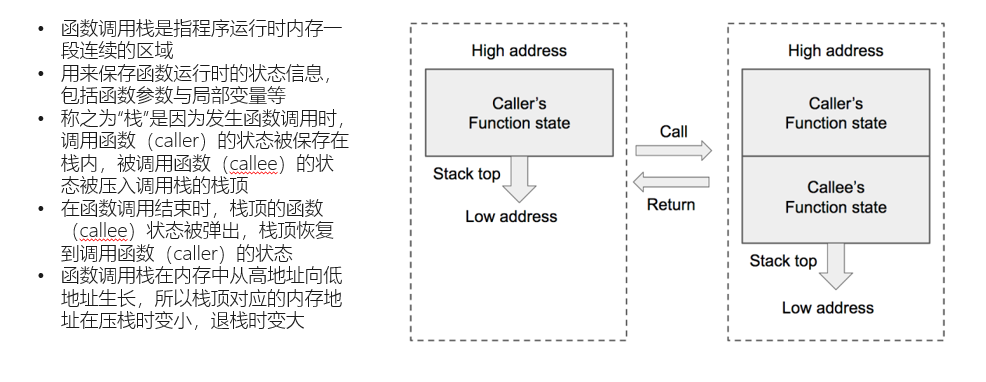 • 函数调用栈是指程序运行时内存一
段连续的区域
• 用来保存函数运行时的状态信息，
包括函数参数与局部变量等
• 称之为“栈”是因为发生函数调用时，
调用函数（caller）的状态被保存在
栈内，被调用函数（callee）的状
态被压入调用栈的栈顶
• 在函数调用结束时，栈顶的函数
（callee）状态被弹出，栈顶恢复
到调用函数（caller）的状态
• 函数调用栈在内存中从高地址向低
地址生长，所以栈顶对应的内存地
址在压栈时变小，退栈时变大
High address
Caller's
Function state
Stack top
Low address
Call
Return
High address
Caller's
Function state
Callee's
Function state
Stack top
Low address